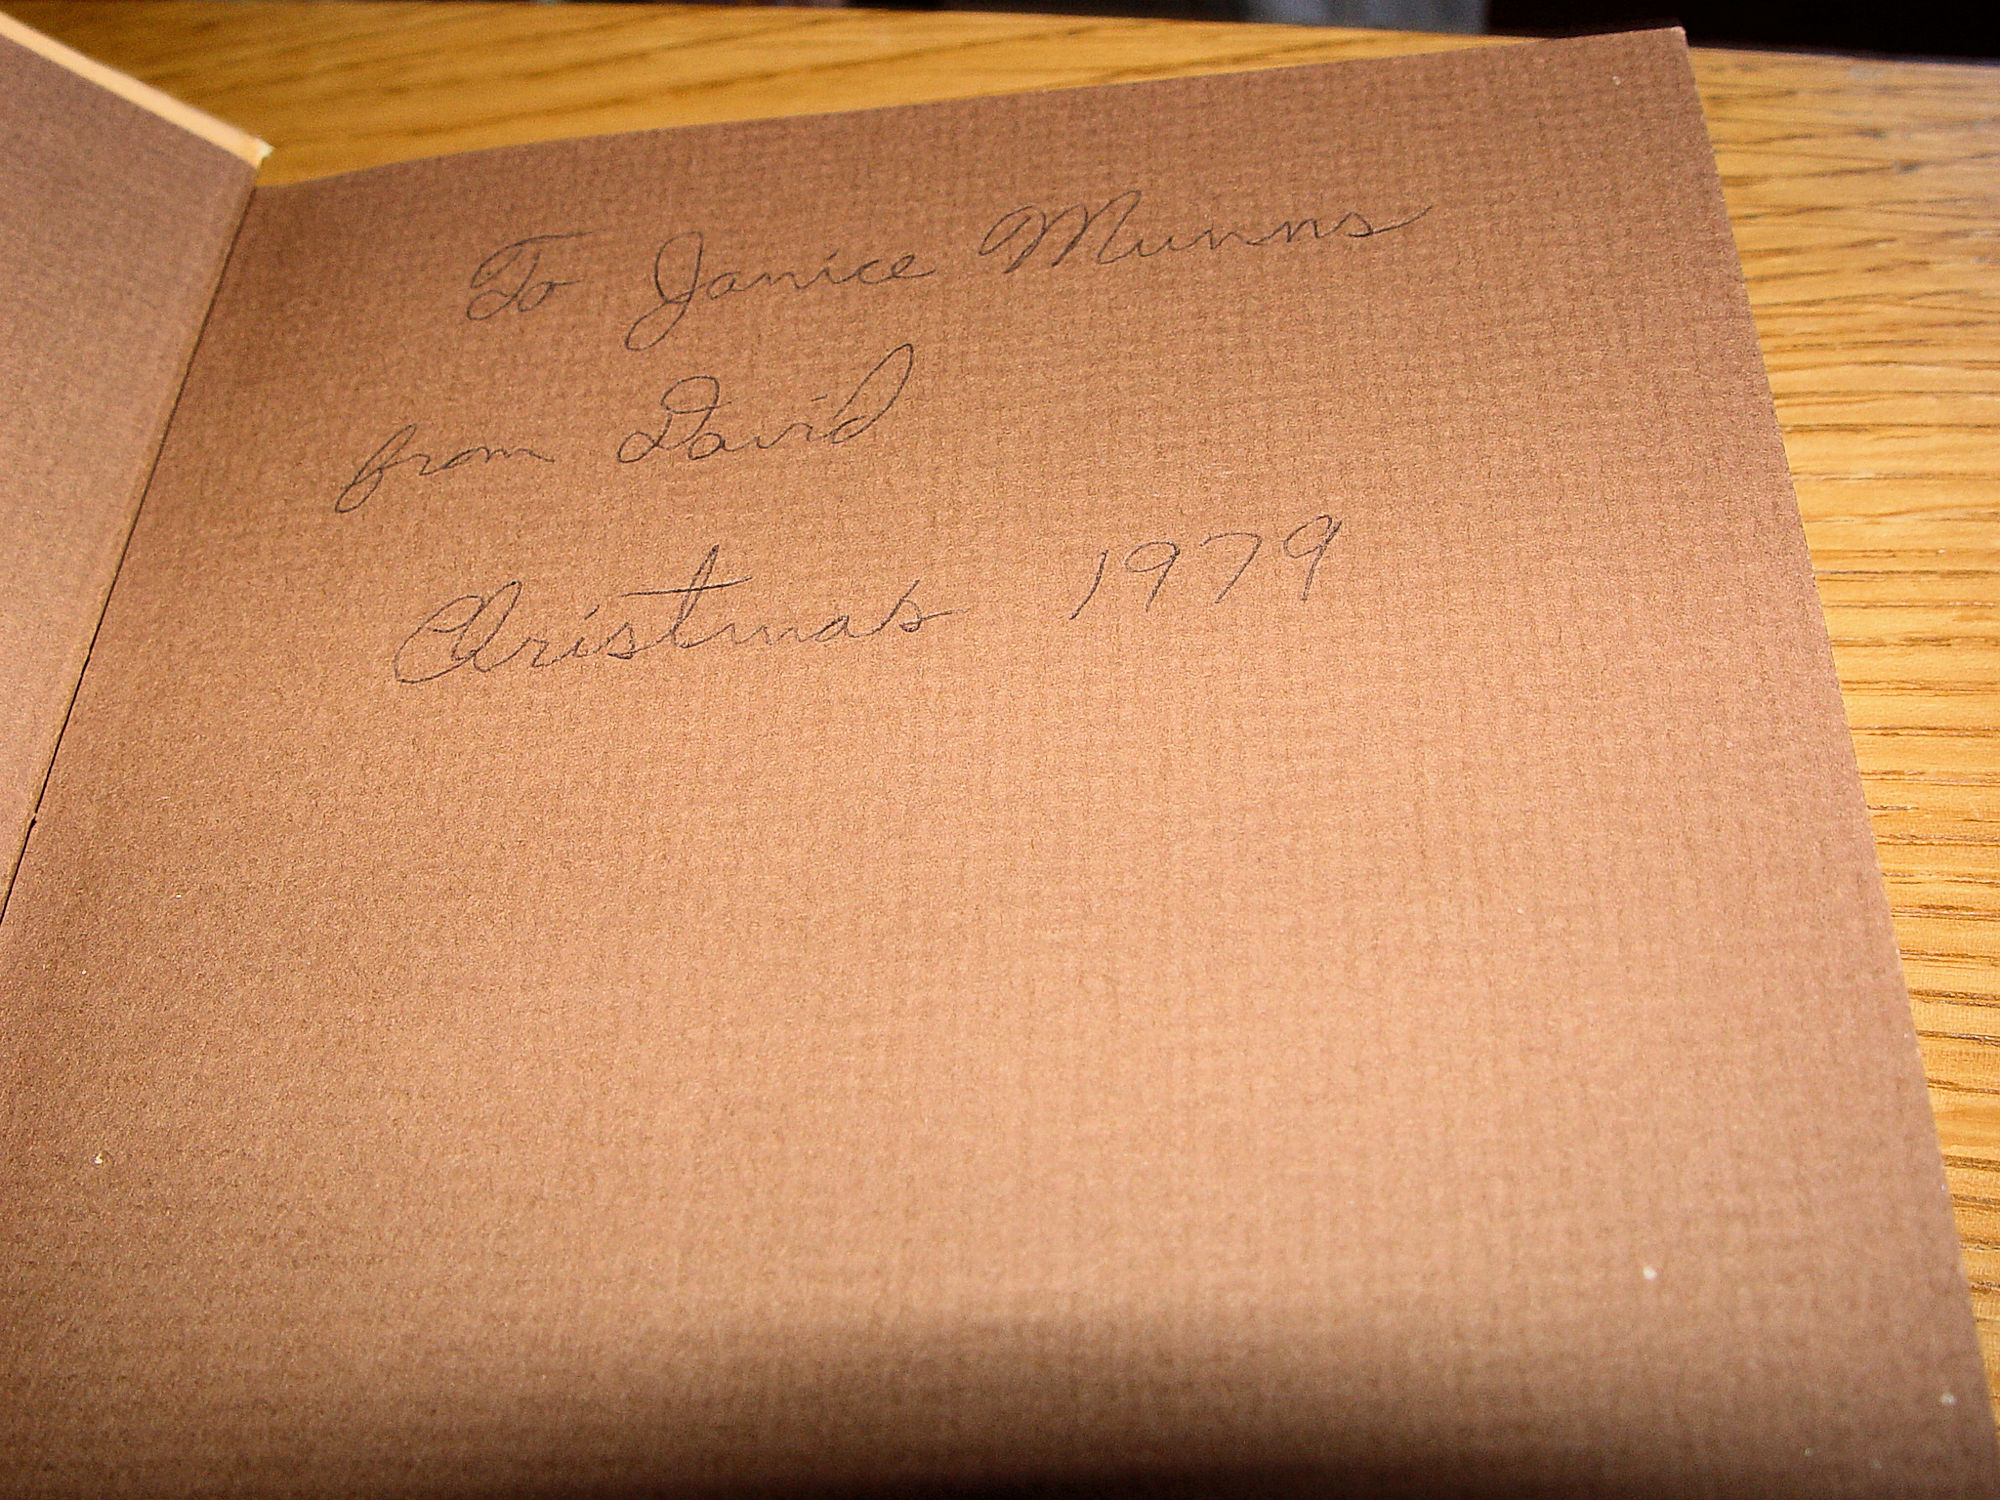 To Janice Munns
from David
Christmas 1979